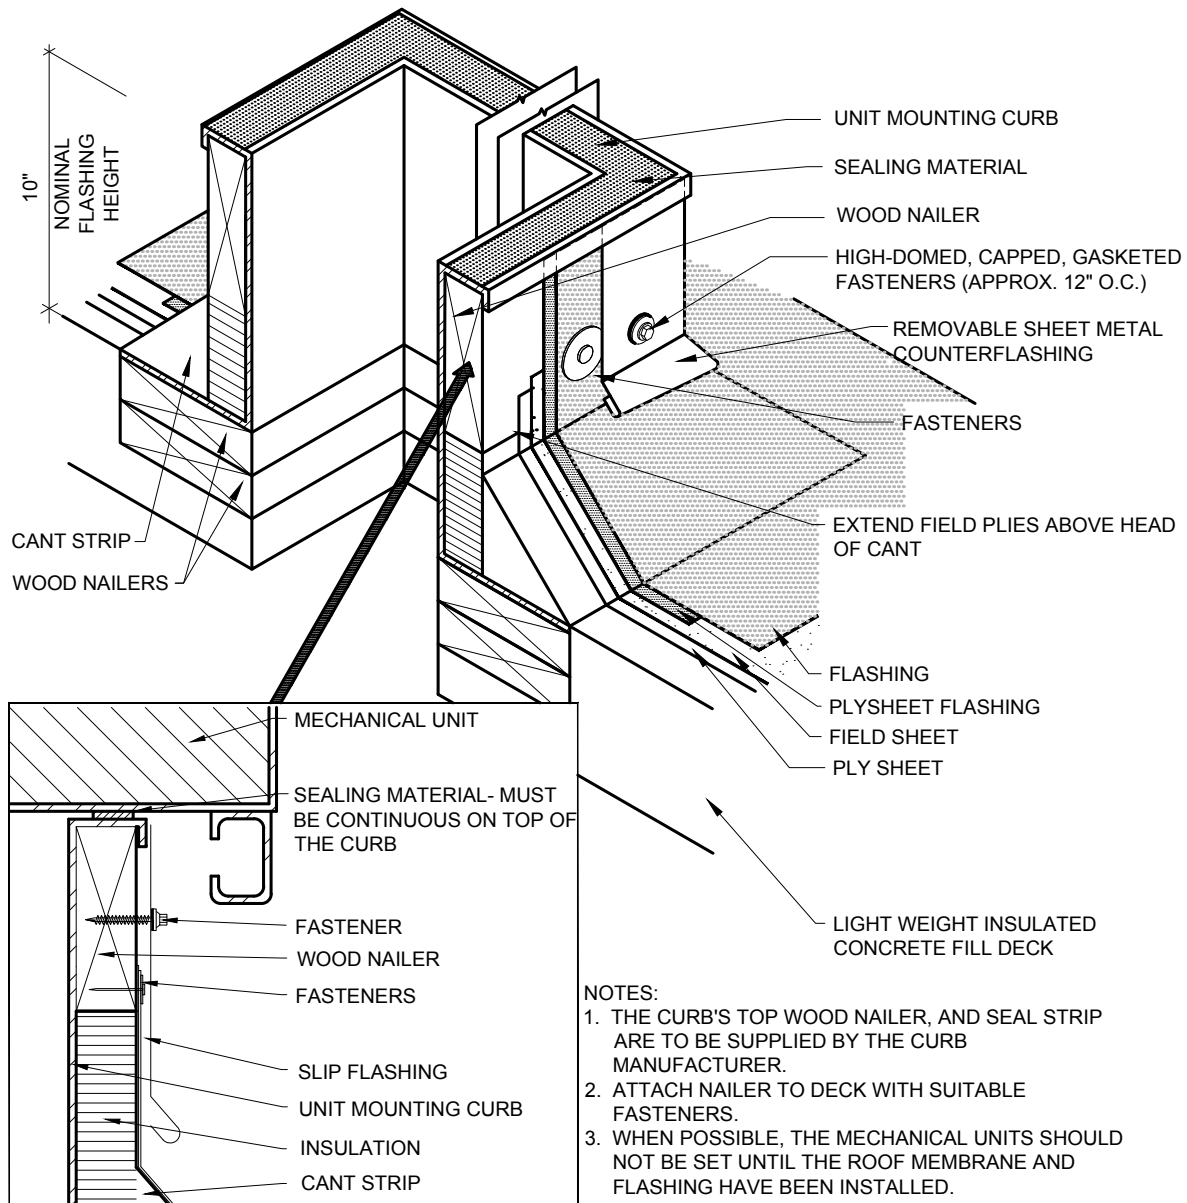 10"
NOMINAL
FLASHING
HEIGHT
UNIT MOUNTING CURB
SEALING MATERIAL
WOOD NAILER
HIGH-DOMED, CAPPED, GASKETED
FASTENERS (APPROX. 12" O.C.)
REMOVABLE SHEET METAL
COUNTERFLASHING
FASTENERS
EXTEND FIELD PLIES ABOVE HEAD
OF CANT
CANT STRIP
WOOD NAILERS
FLASHING
PLYSHEET FLASHING
FIELD SHEET
PLY SHEET
LIGHT WEIGHT INSULATED
CONCRETE FILL DECK
MECHANICAL UNIT
SEALING MATERIAL- MUST
BE CONTINUOUS ON TOP OF
THE CURB
FASTENER
WOOD NAILER
FASTENERS
SLIP FLASHING
UNIT MOUNTING CURB
INSULATION
CANT STRIP
NOTES:
1. THE CURB'S TOP WOOD NAILER, AND SEAL STRIP
ARE TO BE SUPPLIED BY THE CURB
MANUFACTURER.
2. ATTACH NAILER TO DECK WITH SUITABLE
FASTENERS.
3. WHEN POSSIBLE, THE MECHANICAL UNITS SHOULD
NOT BE SET UNTIL THE ROOF MEMBRANE AND
FLASHING HAVE BEEN INSTALLED.